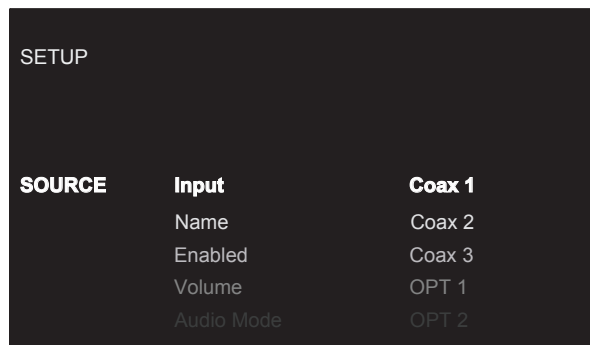 SETUP
SOURCE Input Coax 1
Name Coax 2
Enabled Coax 3
Volume OPT 1
Audio Mode OPT 2